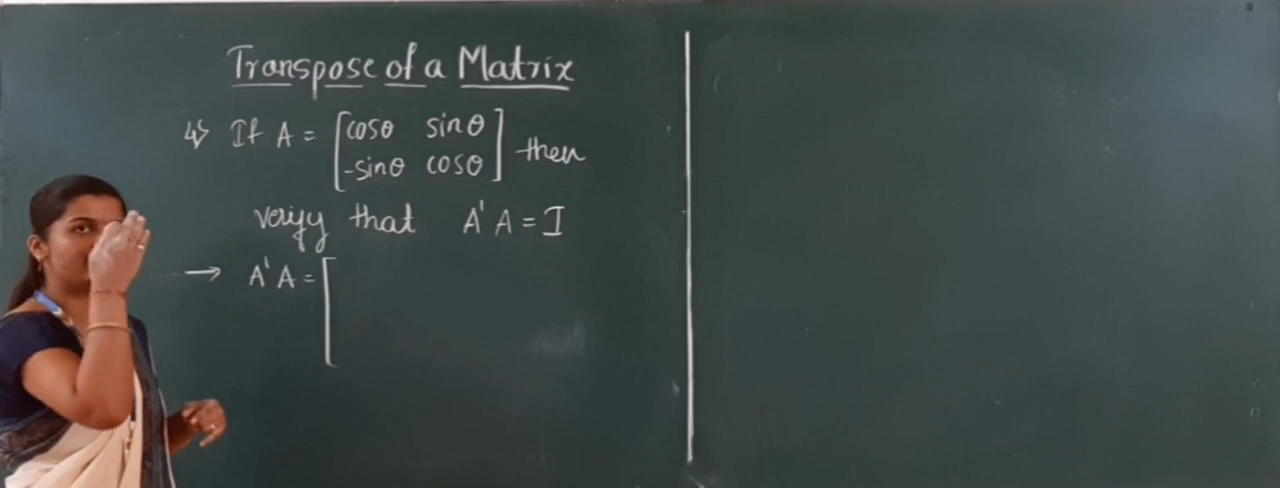 Transpose of a Matrix
4) If A = [cosθ sinθ
-sinθ cosθ] then
verify that A' A = I
→ A' A = [